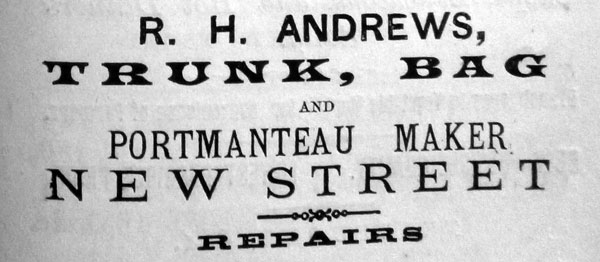 R. H. ANDREWS,
TRUNK, BAG
AND
PORTMANTEAU MAKER
NEW STREET
REPAIRS